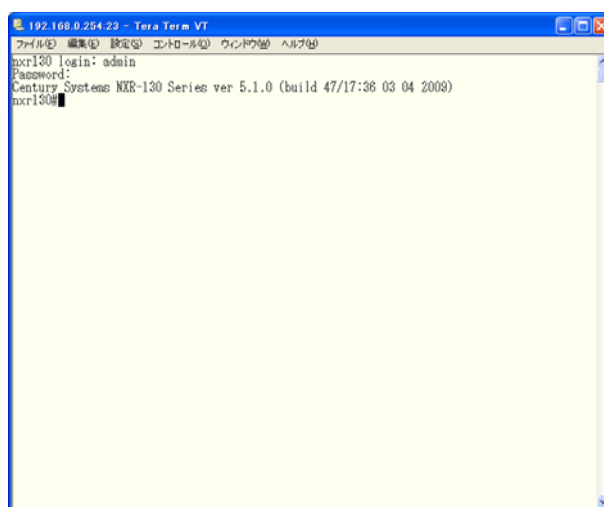 192.168.0.254:23 - Tera Term VT
ファイル(F) 編集(E) 設定(S) コントロール(O) ウィンドウ(W) ヘルプ(H)
nxr130 login: admin
Password:
Century Systems NXR-130 Series ver 5.1.0 (build 47/17:36 03 04 2009)
nxr130#